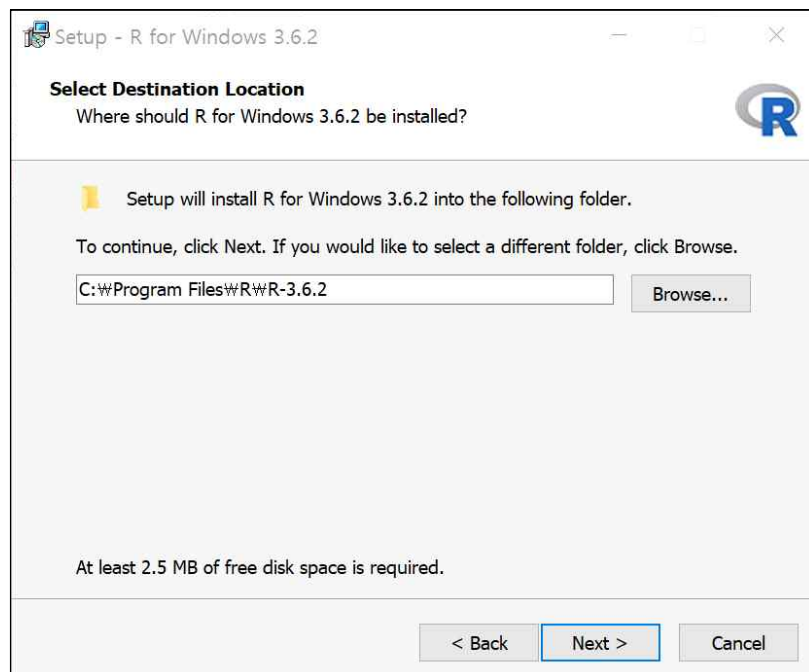 Setup - R for Windows 3.6.2
Select Destination Location
Where should R for Windows 3.6.2 be installed?
R
Setup will install R for Windows 3.6.2 into the following folder.
To continue, click Next. If you would like to select a different folder, click Browse.
C:₩Program Files₩R₩R-3.6.2
Browse...
At least 2.5 MB of free disk space is required.
< Back
Next >
Cancel